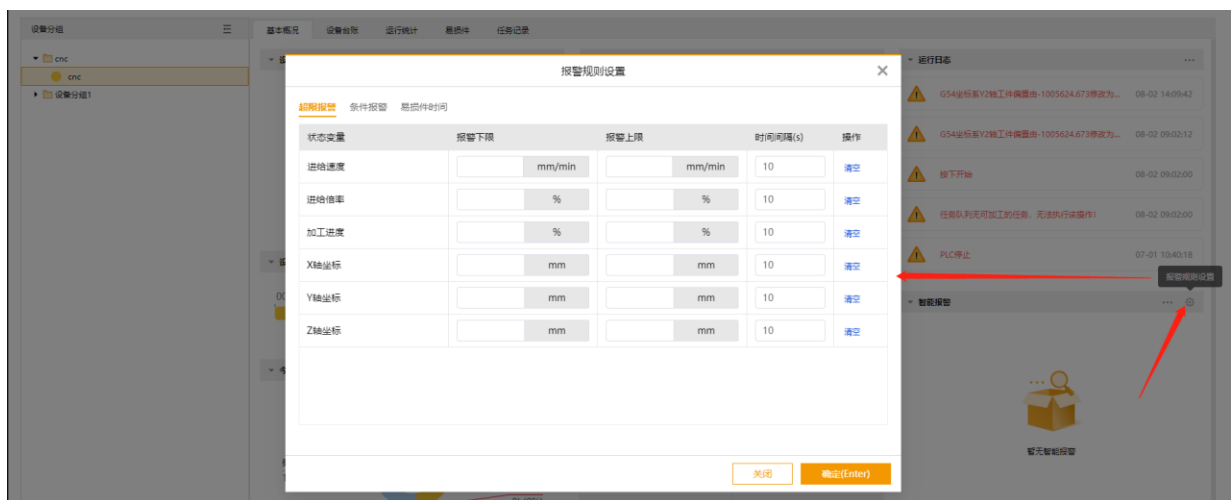 设备分组
基本概况 设备台账 运行统计 易损件 任务记录
cnc
cnc
设备分组1
报警规则设置
超限报警 条件报警 易损件时间
状态变量 报警下限 报警上限 时间间隔(s) 操作
进给速度 mm/min mm/min 10 清空
进给倍率 % % 10 清空
加工进度 % % 10 清空
X轴坐标 mm mm 10 清空
Y轴坐标 mm mm 10 清空
Z轴坐标 mm mm 10 清空
关闭 确定(Enter)
运行日志 ...
G54坐标系Y2轴工件偏置由-1005624.673修改为... 08-02 14:09:42
G54坐标系Y2轴工件偏置由-1005624.673修改为... 08-02 09:02:12
按下开始 08-02 09:02:00
任务队列无可加工的任务，无法执行该操作！ 08-02 09:02:00
PLC停止 07-01 10:40:18
报警规则设置
智能报警 ...
暂无智能报警